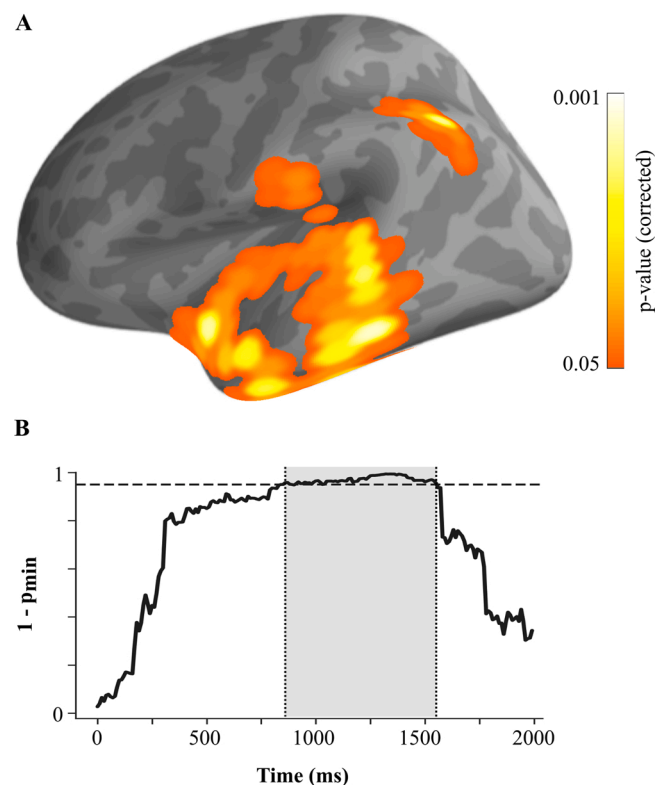 A
0.001
p-value (corrected)
0.05
B
1
0
1 - pmin
0 500 1000 1500 2000
Time (ms)